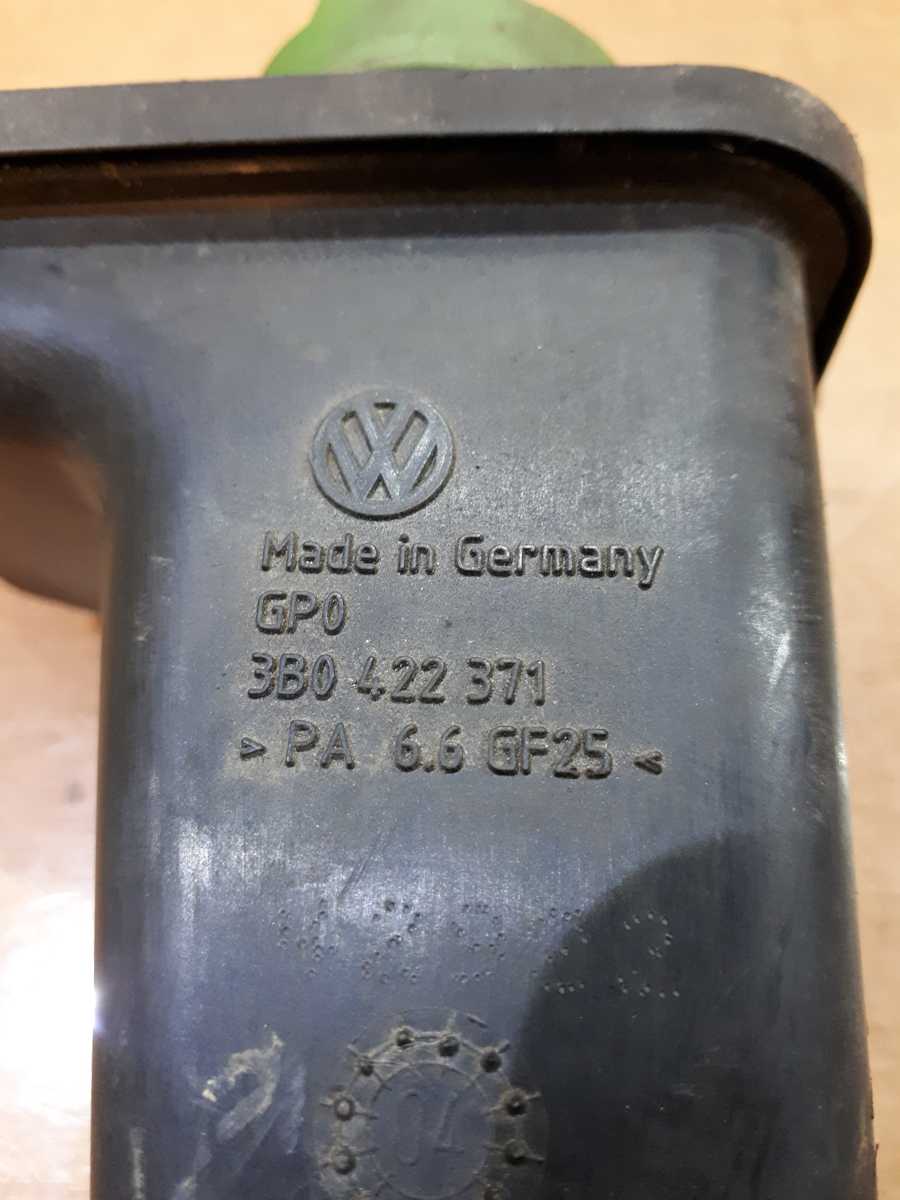 Made in Germany
GP0
3B0 422 371
> PA 6.6 GF25 <
04